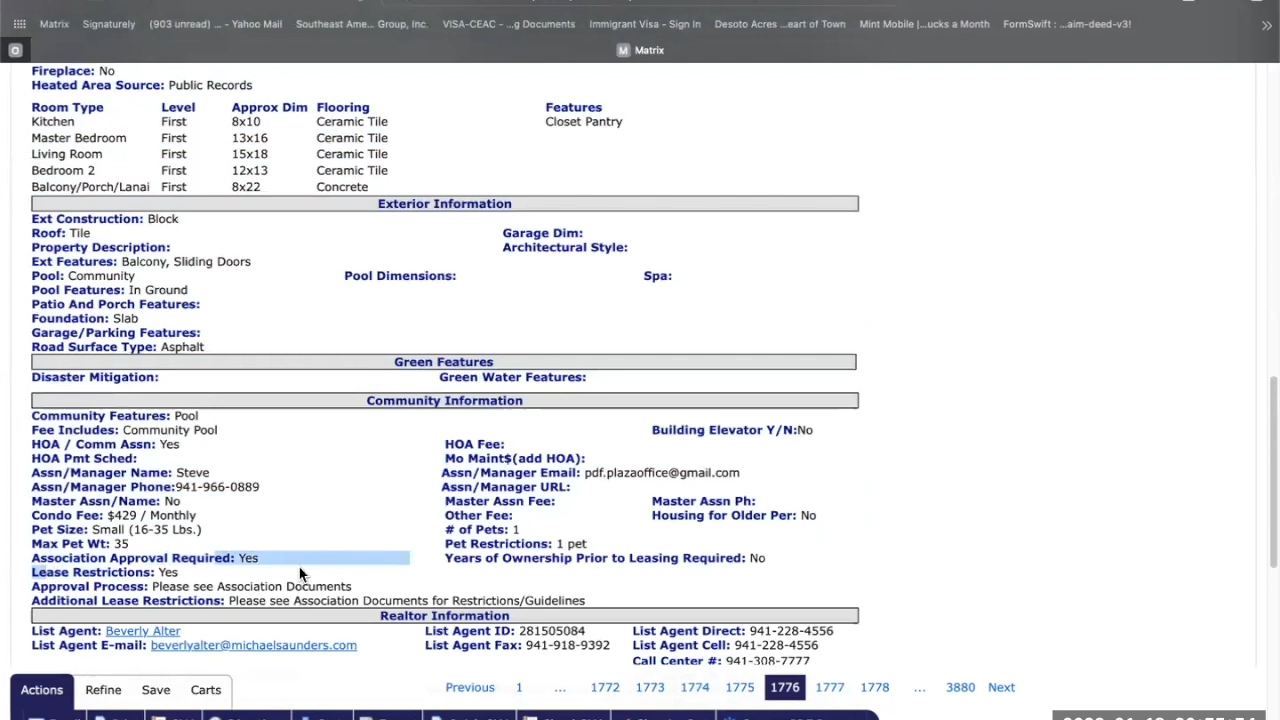 Matrix Signaturely (903 unread) ... - Yahoo Mail Southeast Ame... Group, Inc. VISA-CEAC - ...g Documents Immigrant Visa - Sign In Desoto Acres ...eart of Town Mint Mobile |...ucks a Month FormSwift : ...aim-deed-v3! »
O M Matrix
Fireplace: No
Heated Area Source: Public Records
Room Type Level Approx Dim Flooring Features
Kitchen First 8x10 Ceramic Tile Closet Pantry
Master Bedroom First 13x16 Ceramic Tile
Living Room First 15x18 Ceramic Tile
Bedroom 2 First 12x13 Ceramic Tile
Balcony/Porch/Lanai First 8x22 Concrete
Exterior Information
Ext Construction: Block
Roof: Tile Garage Dim:
Property Description: Architectural Style:
Ext Features: Balcony, Sliding Doors
Pool: Community Pool Dimensions: Spa:
Pool Features: In Ground
Patio And Porch Features:
Foundation: Slab
Garage/Parking Features:
Road Surface Type: Asphalt
Green Features
Disaster Mitigation: Green Water Features:
Community Information
Community Features: Pool
Fee Includes: Community Pool Building Elevator Y/N:No
HOA / Comm Assn: Yes HOA Fee:
HOA Pmt Sched: Mo Maint$(add HOA):
Assn/Manager Name: Steve Assn/Manager Email: pdf.plazaoffice@gmail.com
Assn/Manager Phone:941-966-0889 Assn/Manager URL:
Master Assn/Name: No Master Assn Fee: Master Assn Ph:
Condo Fee: $429 / Monthly Other Fee: Housing for Older Per: No
Pet Size: Small (16-35 Lbs.) # of Pets: 1
Max Pet Wt: 35 Pet Restrictions: 1 pet
Association Approval Required: Yes Years of Ownership Prior to Leasing Required: No
Lease Restrictions: Yes
Approval Process: Please see Association Documents
Additional Lease Restrictions: Please see Association Documents for Restrictions/Guidelines
Realtor Information
List Agent: Beverly Alter List Agent ID: 281505084 List Agent Direct: 941-228-4556
List Agent E-mail: beverlyalter@michaelsaunders.com List Agent Fax: 941-918-9392 List Agent Cell: 941-228-4556
Call Center #: 941-308-7777
Actions Refine Save Carts Previous 1 ... 1772 1773 1774 1775 1776 1777 1778 ... 3880 Next